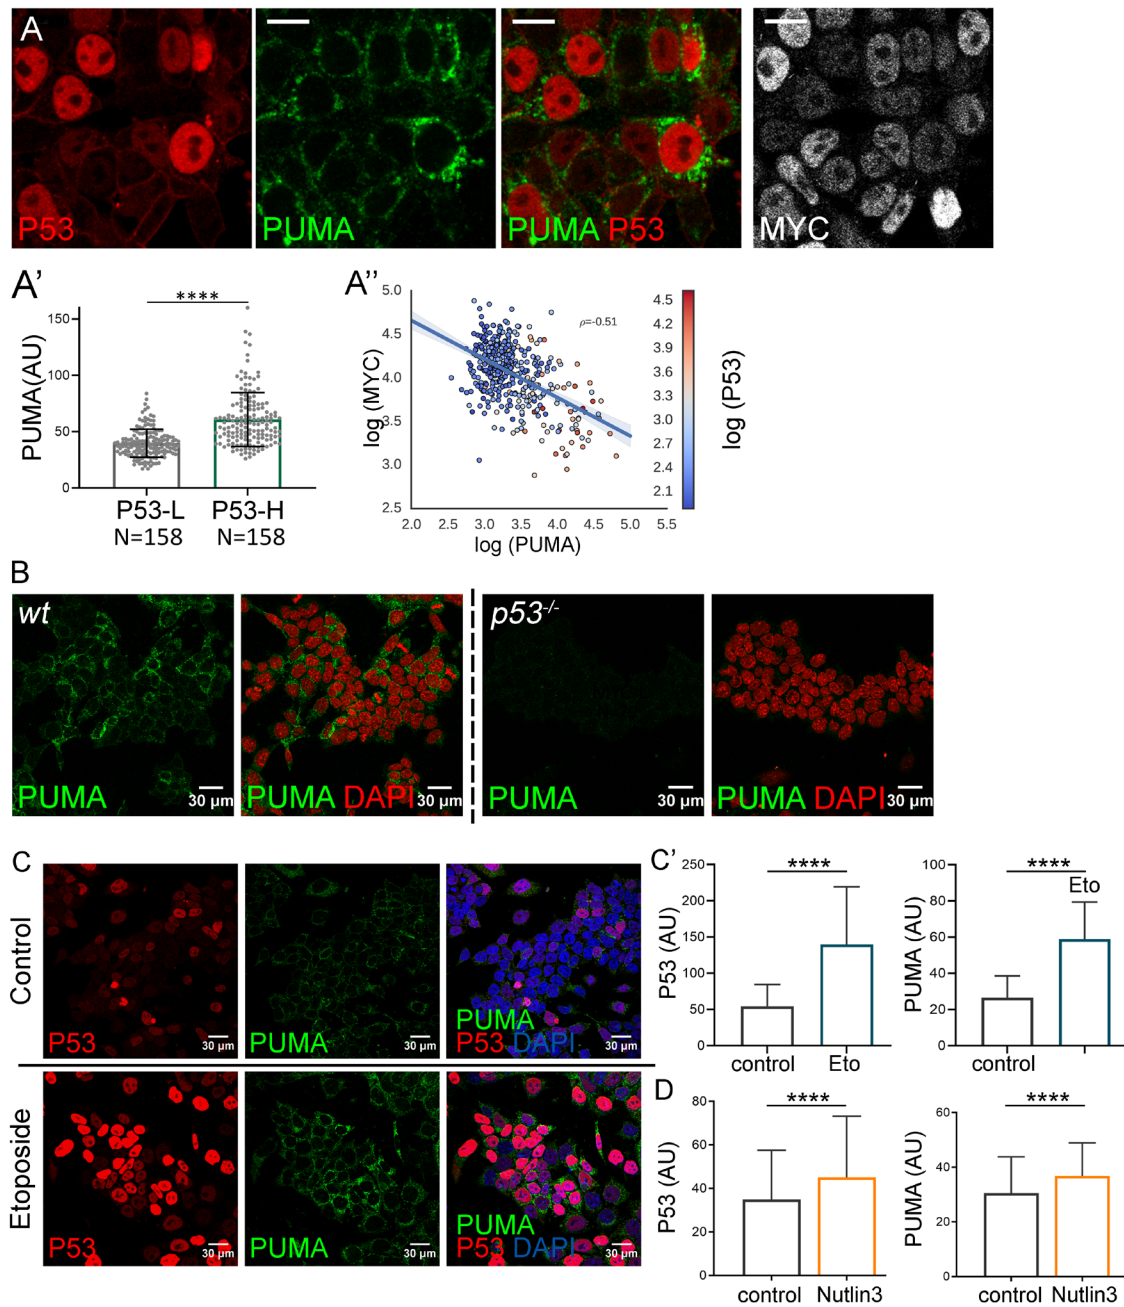 A
P53
PUMA
PUMA P53
MYC
A'
PUMA(AU)
150
100
50
0
****
P53-L
P53-H
N=158
N=158
A''
log (MYC)
5.0
4.5
4.0
3.5
3.0
2.5
2.0
2.5
3.0
3.5
4.0
4.5
5.0
5.5
log (PUMA)
ρ=-0.51
4.5
4.2
3.9
3.6
3.3
3.0
2.7
2.4
2.1
log (P53)
B
wt
p53-/-
PUMA
30 µm
PUMA DAPI
30 µm
PUMA
30 µm
PUMA DAPI
30 µm
C
Control
P53
30 µm
PUMA
30 µm
PUMA
P53 DAPI
30 µm
Etoposide
P53
30 µm
PUMA
30 µm
PUMA
P53 DAPI
30 µm
C'
P53 (AU)
250
200
150
100
50
0
****
control
Eto
PUMA (AU)
100
80
60
40
20
0
****
Eto
control
D
P53 (AU)
80
60
40
20
0
****
control
Nutlin3
PUMA (AU)
60
40
20
0
****
control
Nutlin3